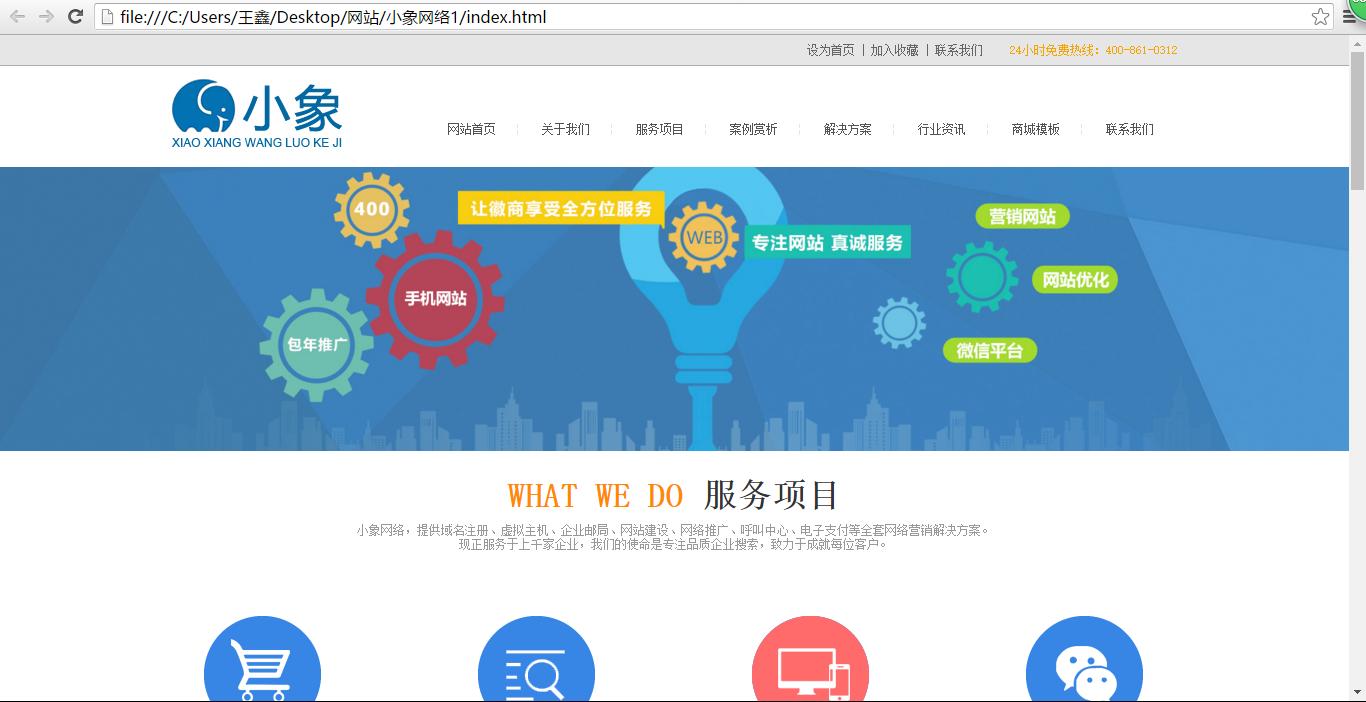 file:///C:/Users/王鑫/Desktop/网站/小象网络1/index.html
设为首页 | 加入收藏 | 联系我们 24小时免费热线：400-861-0312
小象
XIAO XIANG WANG LUO KE JI
网站首页 关于我们 服务项目 案例赏析 解决方案 行业资讯 商城模板 联系我们
400
让徽商享受全方位服务
WEB
专注网站 真诚服务
营销网站
手机网站
网站优化
包年推广
微信平台
WHAT WE DO 服务项目
小象网络，提供域名注册、虚拟主机、企业邮局、网站建设、网络推广、呼叫中心、电子支付等全套网络营销解决方案。
现正服务于上千家企业，我们的使命是专注品质企业搜索，致力于成就每位客户。